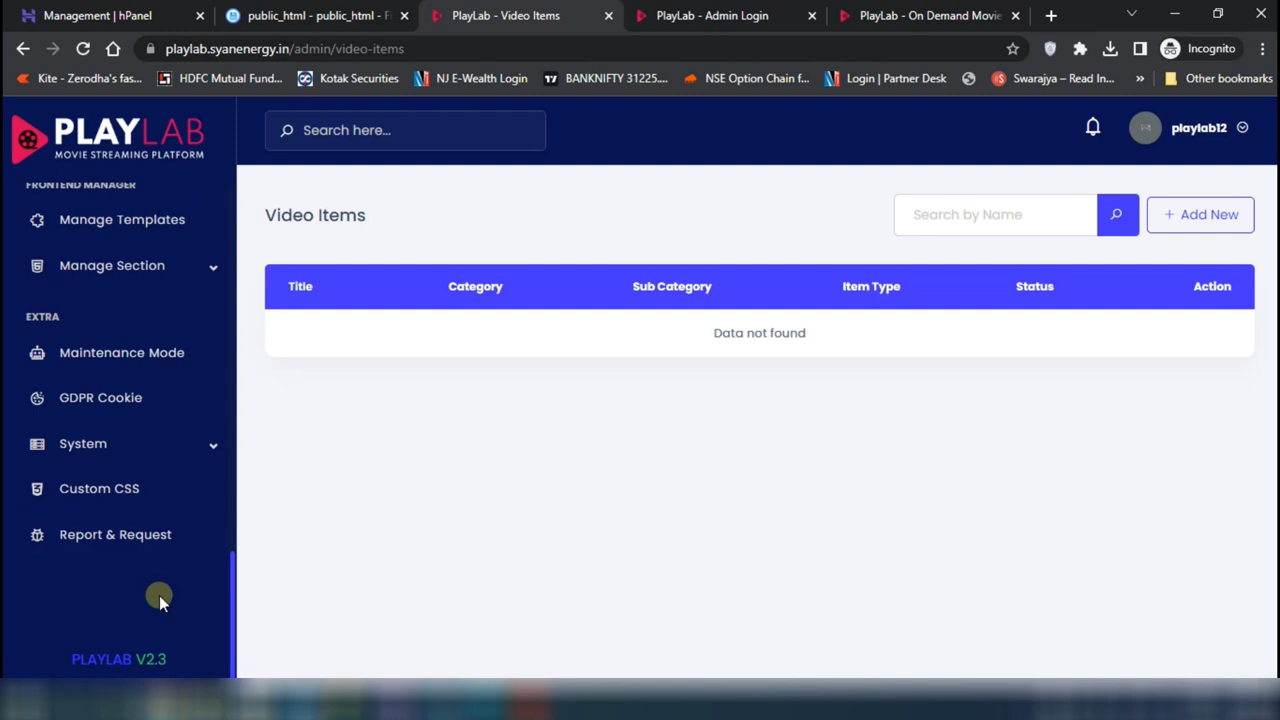 Management | hPanel
public_html - public_html - Fi
PlayLab - Video Items
PlayLab - Admin Login
PlayLab - On Demand Movie
playlab.syanenergy.in/admin/video-items
Incognito
Kite - Zerodha's fas...
HDFC Mutual Fund...
Kotak Securities
NJ E-Wealth Login
BANKNIFTY 31225....
NSE Option Chain f...
Login | Partner Desk
Swarajya – Read In...
»
Other bookmarks
PLAYLAB
MOVIE STREAMING PLATFORM
Search here...
playlab12
FRONTEND MANAGER
Manage Templates
Manage Section
EXTRA
Maintenance Mode
GDPR Cookie
System
Custom CSS
Report & Request
PLAYLAB V2.3
Video Items
Search by Name
+ Add New
Title Category Sub Category Item Type Status Action
Data not found